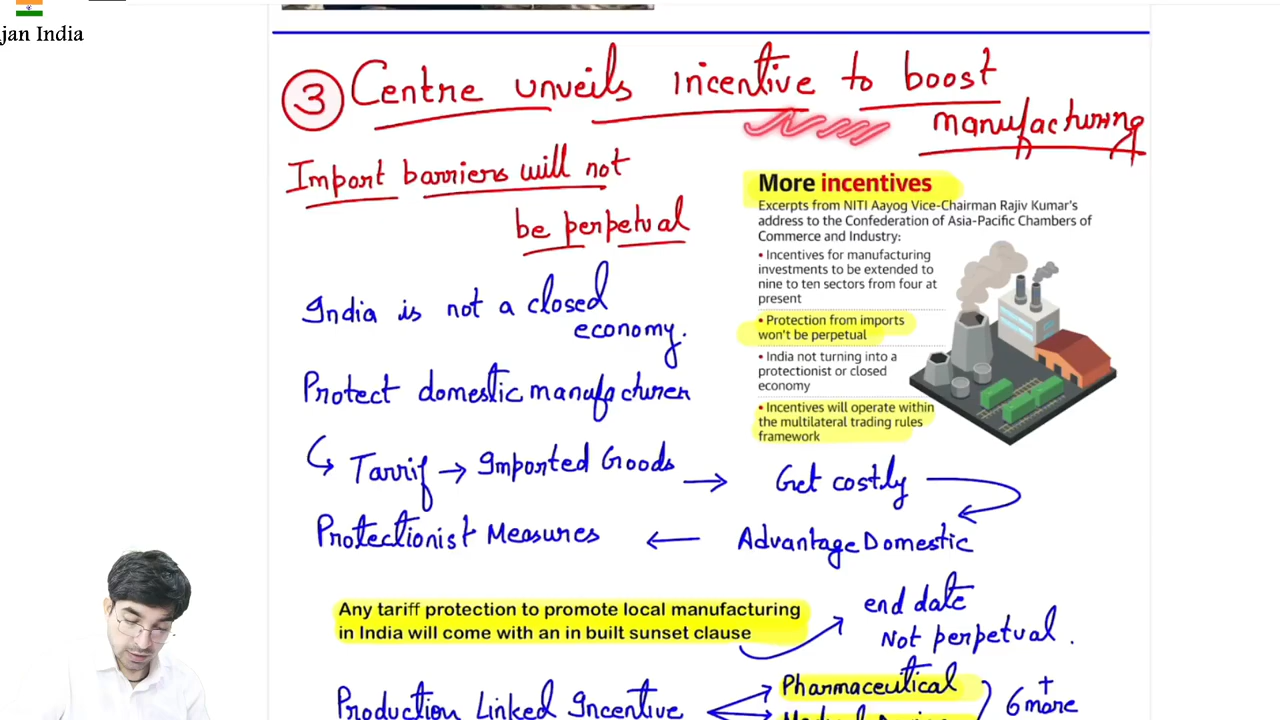 jan India
③ Centre unveils incentive to boost
manufacturing
Import barriers will not
be perpetual
More incentives
Excerpts from NITI Aayog Vice-Chairman Rajiv Kumar's
address to the Confederation of Asia-Pacific Chambers of
Commerce and Industry:
• Incentives for manufacturing
investments to be extended to
nine to ten sectors from four at
present
• Protection from imports
won't be perpetual
• India not turning into a
protectionist or closed
economy
• Incentives will operate within
the multilateral trading rules
framework
India is not a closed
economy.
Protect domestic manufacturer
↳ Tarrif → Imported Goods → Get costly
Protectionist Measures ← Advantage Domestic
Any tariff protection to promote local manufacturing
in India will come with an in built sunset clause
end date
Not perpetual.
Production Linked Incentive
Pharmaceutical
+
6 more